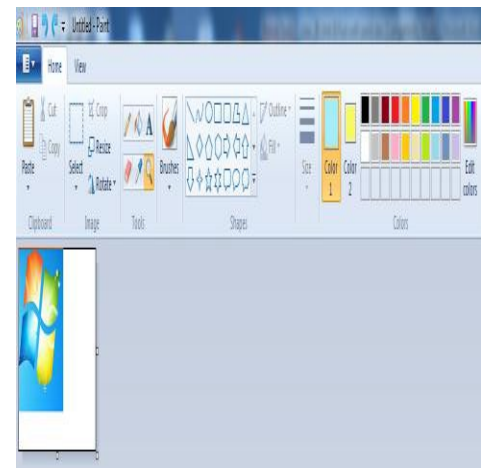 Untitled - Paint
Home View
Cut
Copy
Paste
Clipboard
Crop
Resize
Rotate
Select
Image
A
Tools
Brushes
Outline
Fill
Shapes
Size
Color 1
Color 2
Edit colors
Colors